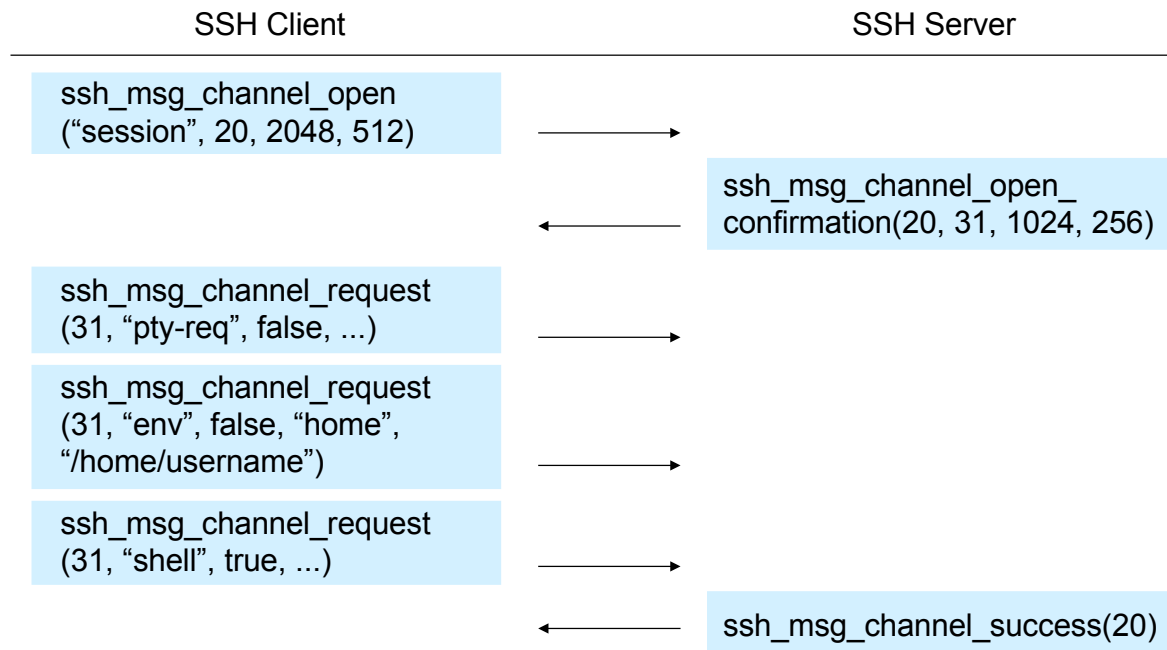 SSH Client
SSH Server
ssh_msg_channel_open
(“session”, 20, 2048, 512)
ssh_msg_channel_open_
confirmation(20, 31, 1024, 256)
ssh_msg_channel_request
(31, “pty-req”, false, ...)
ssh_msg_channel_request
(31, “env”, false, “home”,
“/home/username”)
ssh_msg_channel_request
(31, “shell”, true, ...)
ssh_msg_channel_success(20)